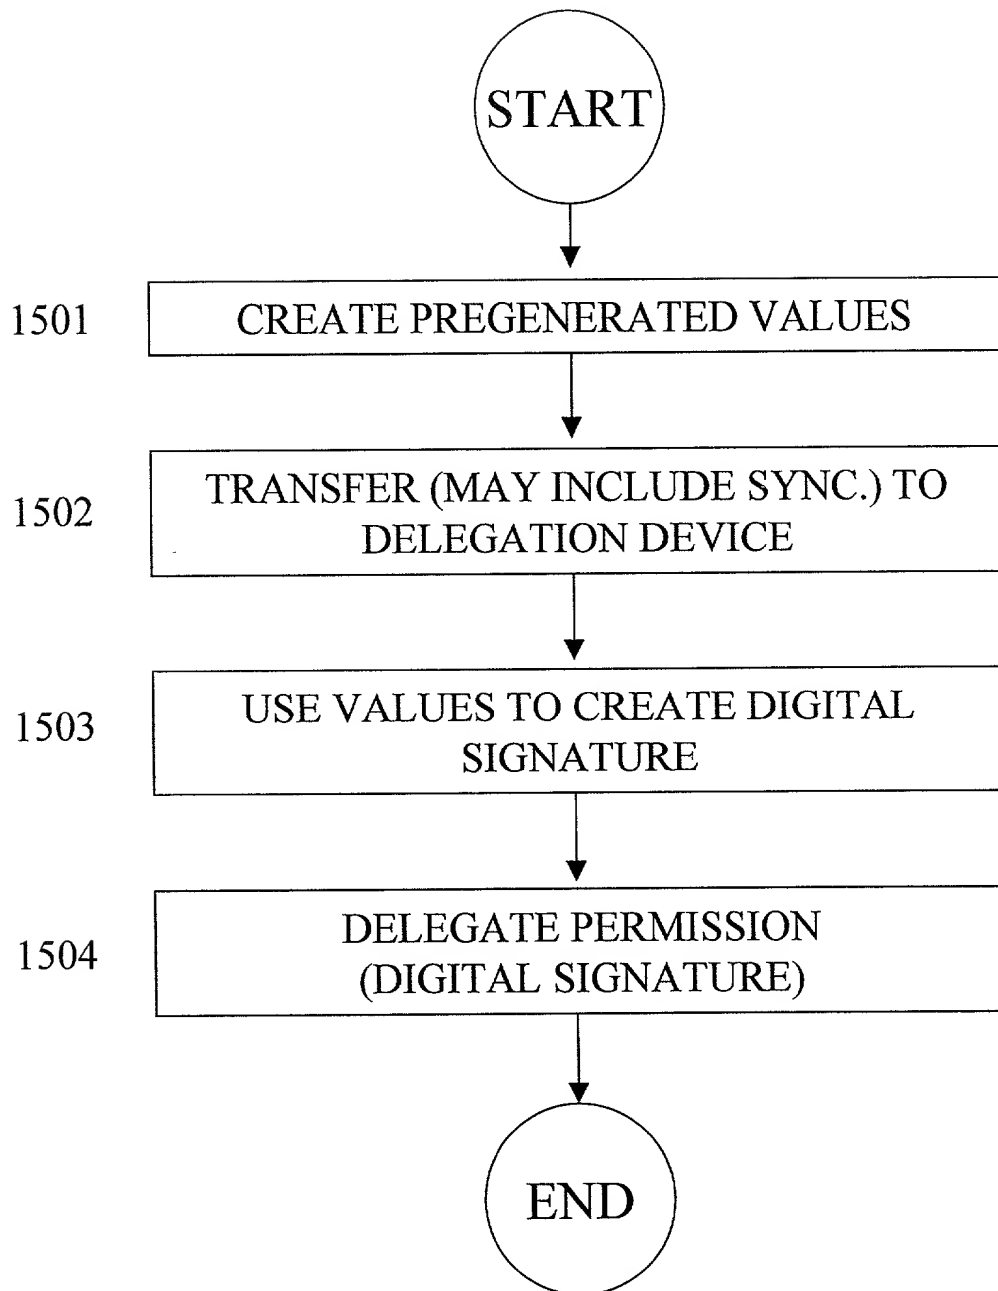 START
1501
CREATE PREGENERATED VALUES
1502
TRANSFER (MAY INCLUDE SYNC.) TO
DELEGATION DEVICE
1503
USE VALUES TO CREATE DIGITAL
SIGNATURE
1504
DELEGATE PERMISSION
(DIGITAL SIGNATURE)
END